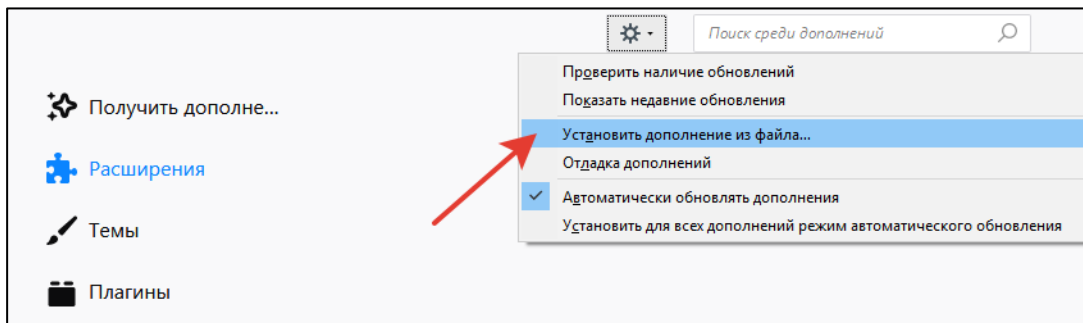 Поиск среди дополнений
Проверить наличие обновлений
Показать недавние обновления
Установить дополнение из файла...
Отладка дополнений
Автоматически обновлять дополнения
Установить для всех дополнений режим автоматического обновления
Получить дополне...
Расширения
Темы
Плагины